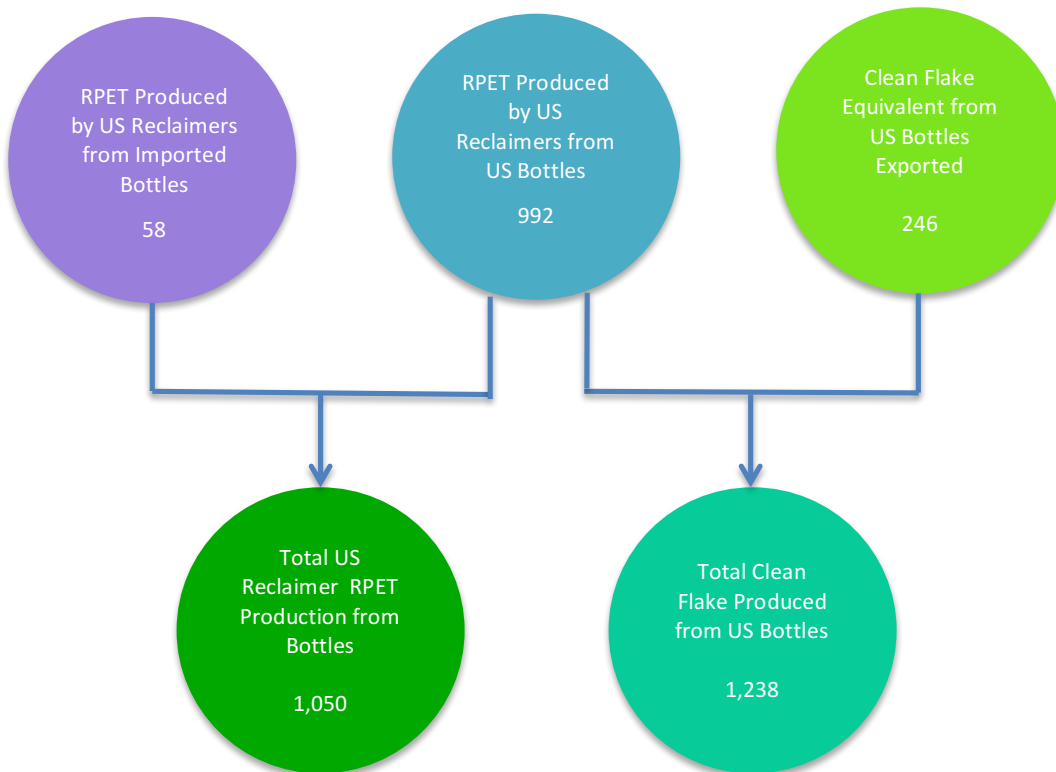 RPET Produced
by US Reclaimers
from Imported
Bottles
58
RPET Produced
by US
Reclaimers from
US Bottles
992
Clean Flake
Equivalent from
US Bottles
Exported
246
Total US
Reclaimer RPET
Production from
Bottles
1,050
Total Clean
Flake Produced
from US Bottles
1,238